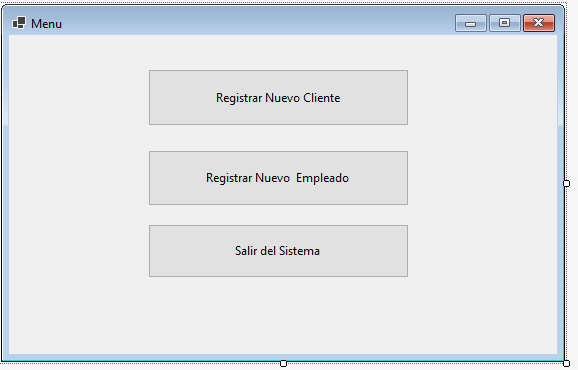 Menu
Registrar Nuevo Cliente
Registrar Nuevo  Empleado
Salir del Sistema